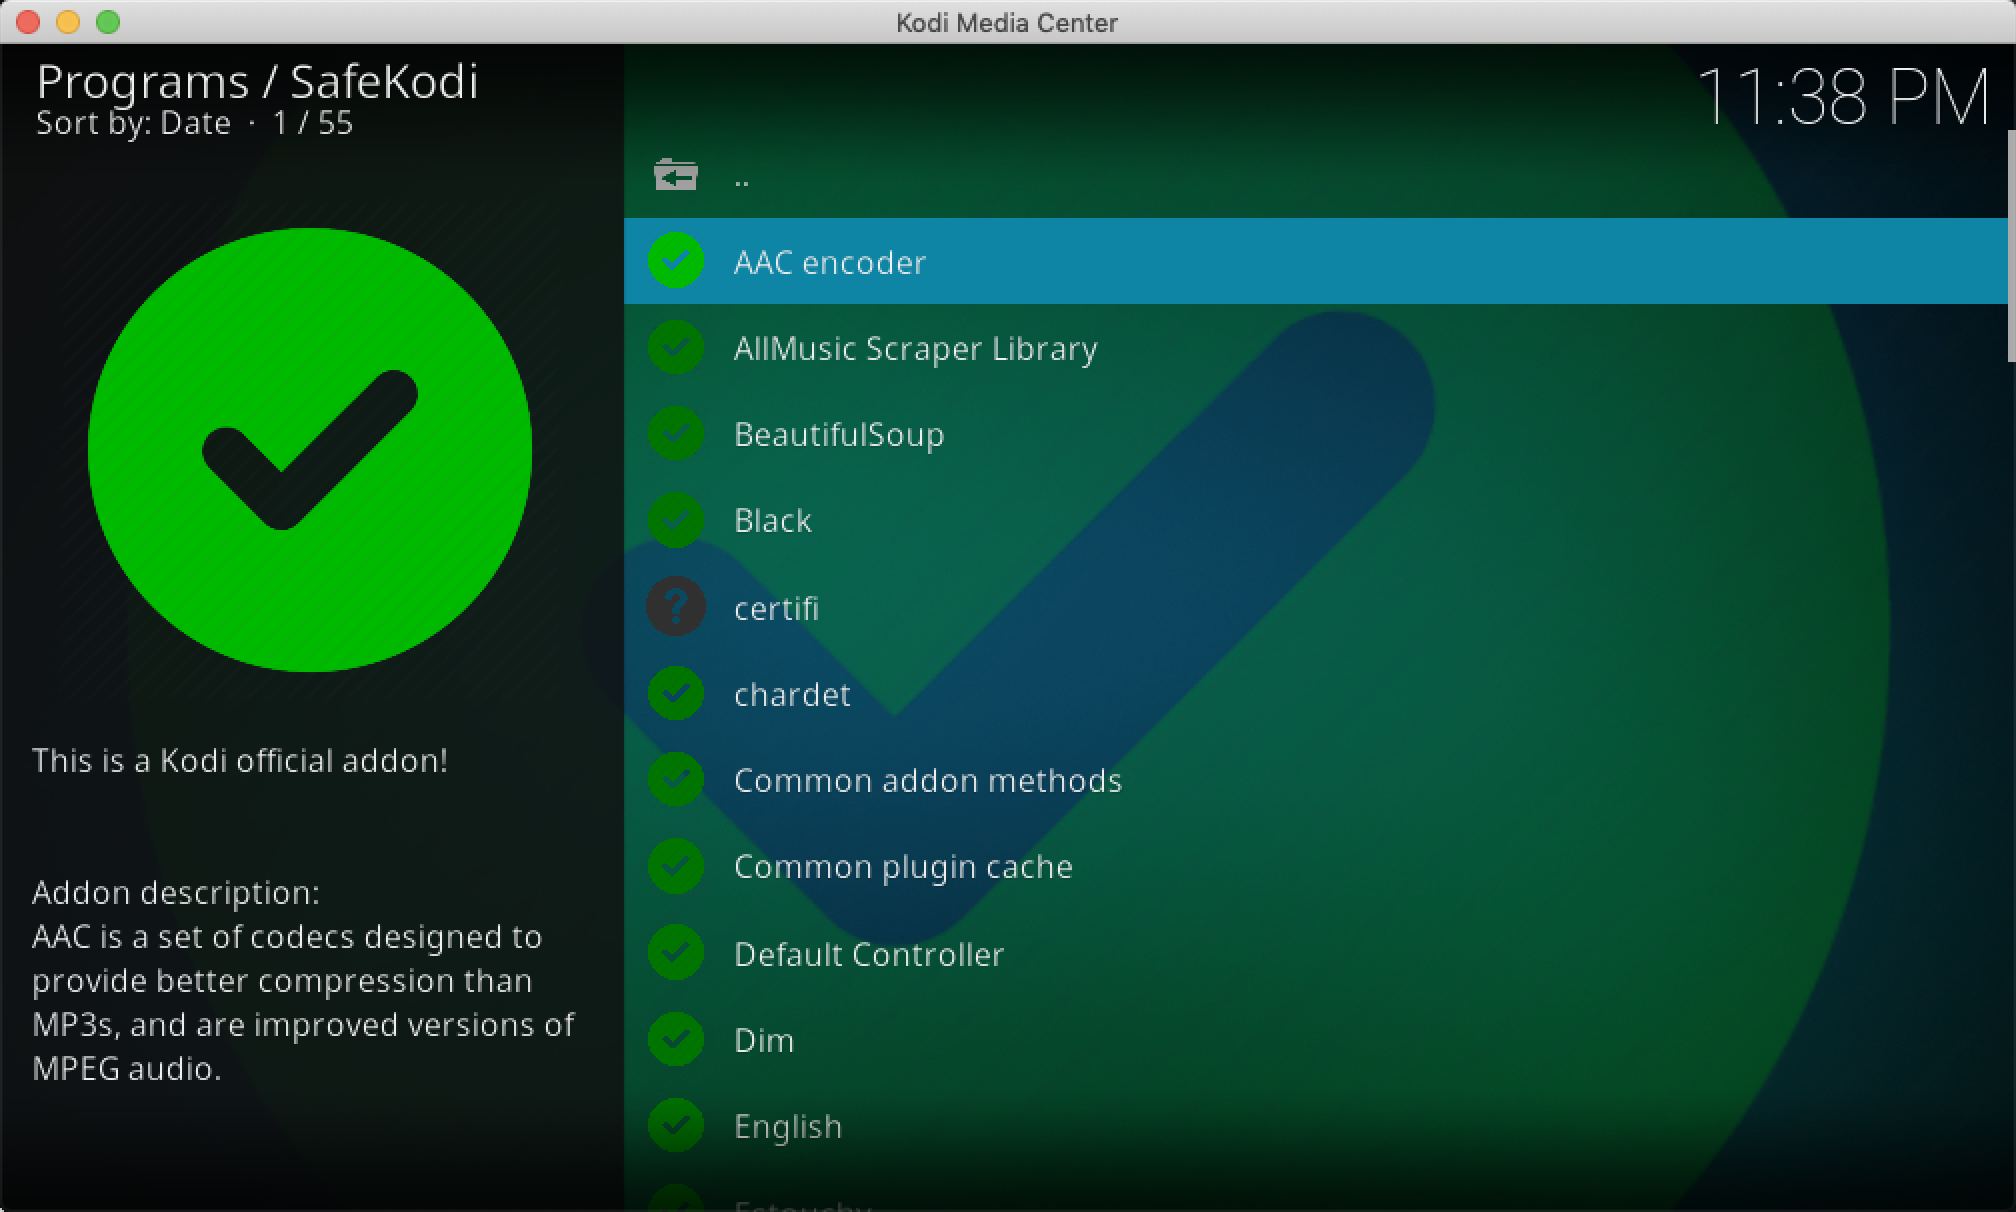 Kodi Media Center
Programs / SafeKodi
Sort by: Date · 1 / 55
11:38 PM
..
AAC encoder
AllMusic Scraper Library
BeautifulSoup
Black
certifi
chardet
Common addon methods
Common plugin cache
Default Controller
Dim
English
Estouchy
This is a Kodi official addon!
Addon description:
AAC is a set of codecs designed to
provide better compression than
MP3s, and are improved versions of
MPEG audio.